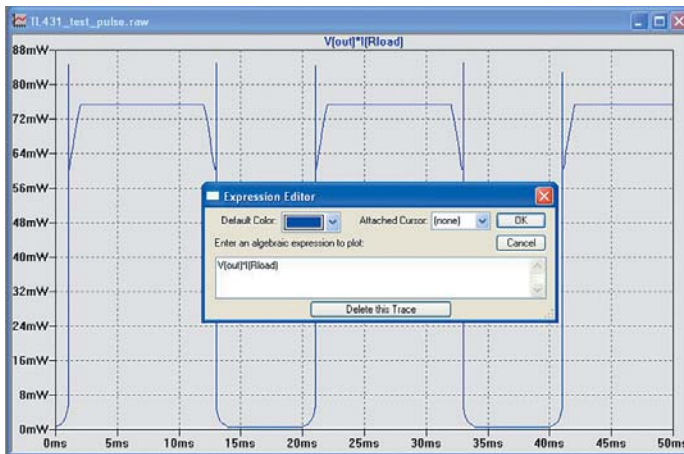 TL431_test_pulse.raw
V(out)*I(Rload)
88mW
80mW
72mW
64mW
56mW
48mW
40mW
32mW
24mW
16mW
8mW
0mW
Expression Editor
Default Color: Attached Cursor: (none) OK
Enter an algebraic expression to plot: Cancel
V(out)*I(Rload)
Delete this Trace
0ms 5ms 10ms 15ms 20ms 25ms 30ms 35ms 40ms 45ms 50ms